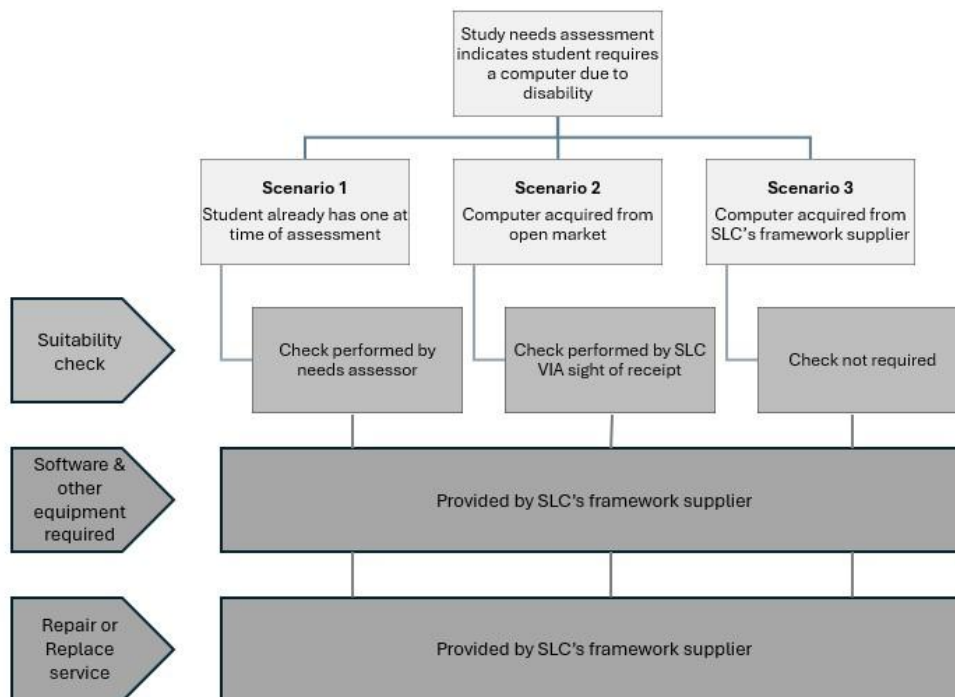 Study needs assessment
indicates student requires
a computer due to
disability
Scenario 1
Student already has one at
time of assessment
Scenario 2
Computer acquired from
open market
Scenario 3
Computer acquired from
SLC's framework supplier
Suitability
check
Check performed by
needs assessor
Check performed by SLC
VIA sight of receipt
Check not required
Software &
other
equipment
required
Provided by SLC's framework supplier
Repair or
Replace
service
Provided by SLC's framework supplier